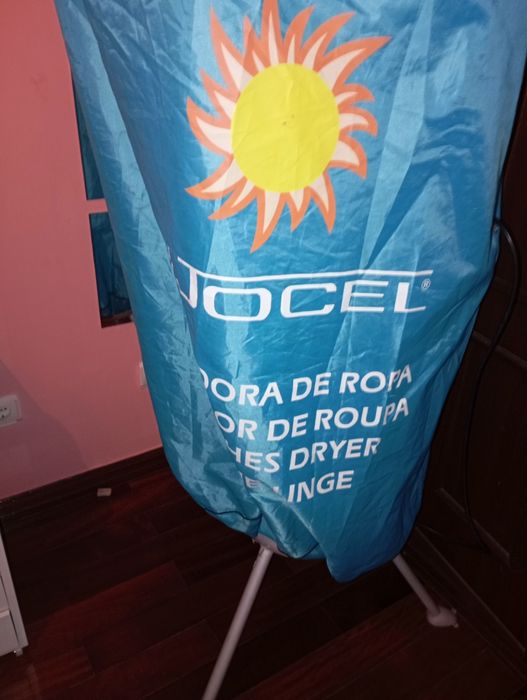 JOCEL®
DORA DE ROPA
OR DE ROUPA
HES DRYER
LINGE